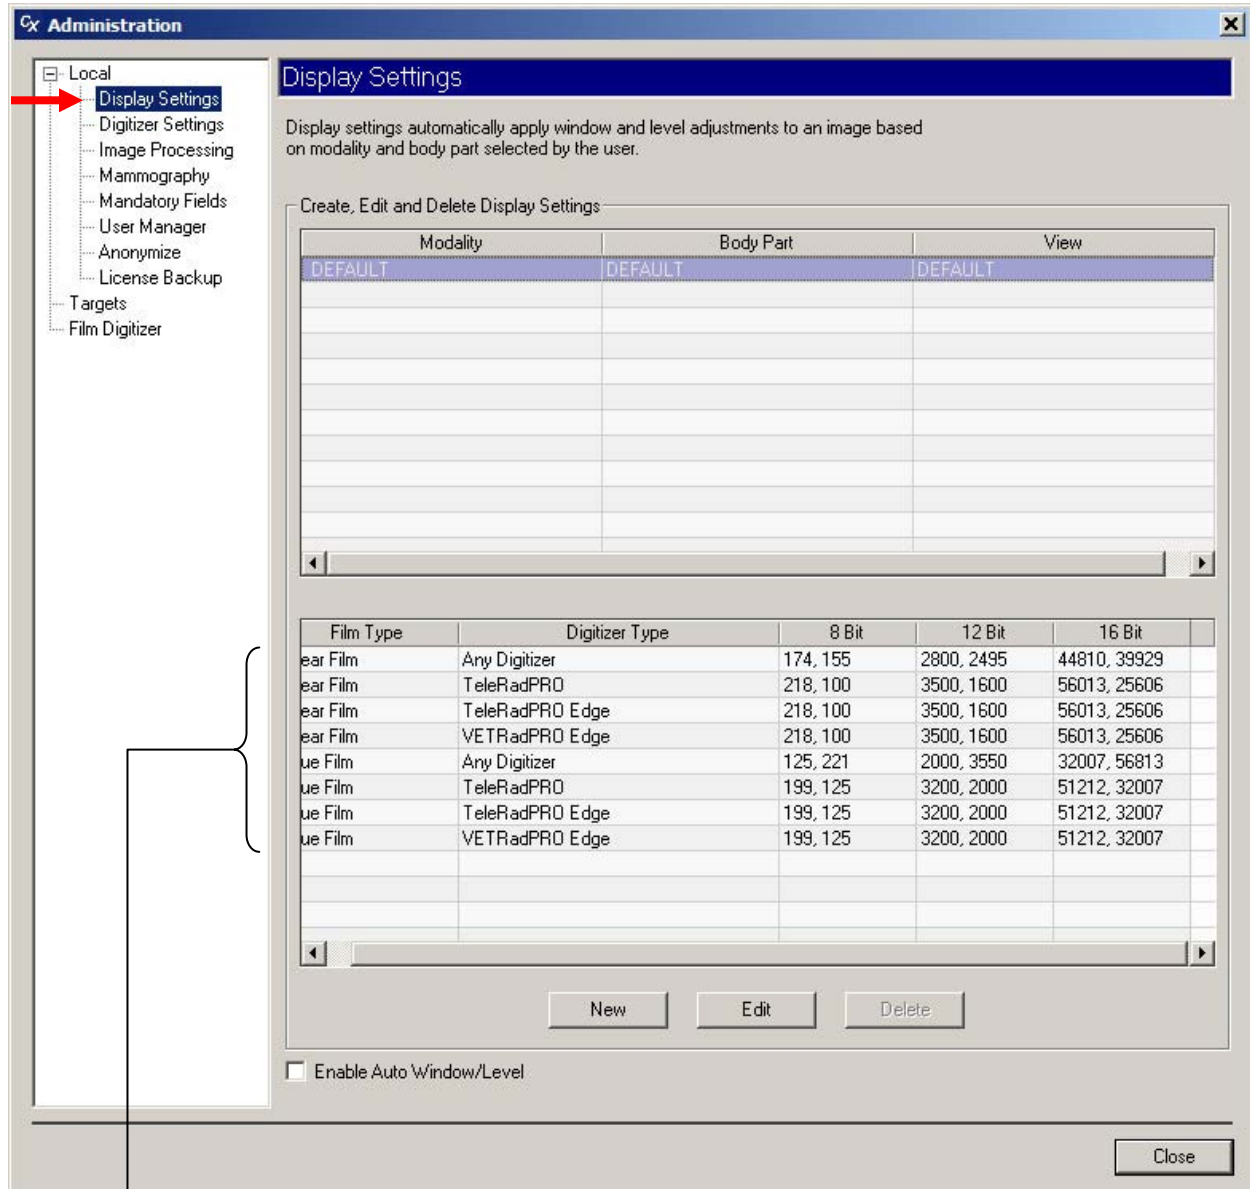 Cx Administration
Local
Display Settings
Digitizer Settings
Image Processing
Mammography
Mandatory Fields
User Manager
Anonymize
License Backup
Targets
Film Digitizer
Display Settings
Display settings automatically apply window and level adjustments to an image based
on modality and body part selected by the user.
Create, Edit and Delete Display Settings
Modality Body Part View
DEFAULT DEFAULT DEFAULT
Film Type Digitizer Type 8 Bit 12 Bit 16 Bit
ear Film Any Digitizer 174, 155 2800, 2495 44810, 39929
ear Film TeleRadPRO 218, 100 3500, 1600 56013, 25606
ear Film TeleRadPRO Edge 218, 100 3500, 1600 56013, 25606
ear Film VETRadPRO Edge 218, 100 3500, 1600 56013, 25606
ue Film Any Digitizer 125, 221 2000, 3550 32007, 56813
ue Film TeleRadPRO 199, 125 3200, 2000 51212, 32007
ue Film TeleRadPRO Edge 199, 125 3200, 2000 51212, 32007
ue Film VETRadPRO Edge 199, 125 3200, 2000 51212, 32007
New Edit Delete
Enable Auto Window/Level
Close